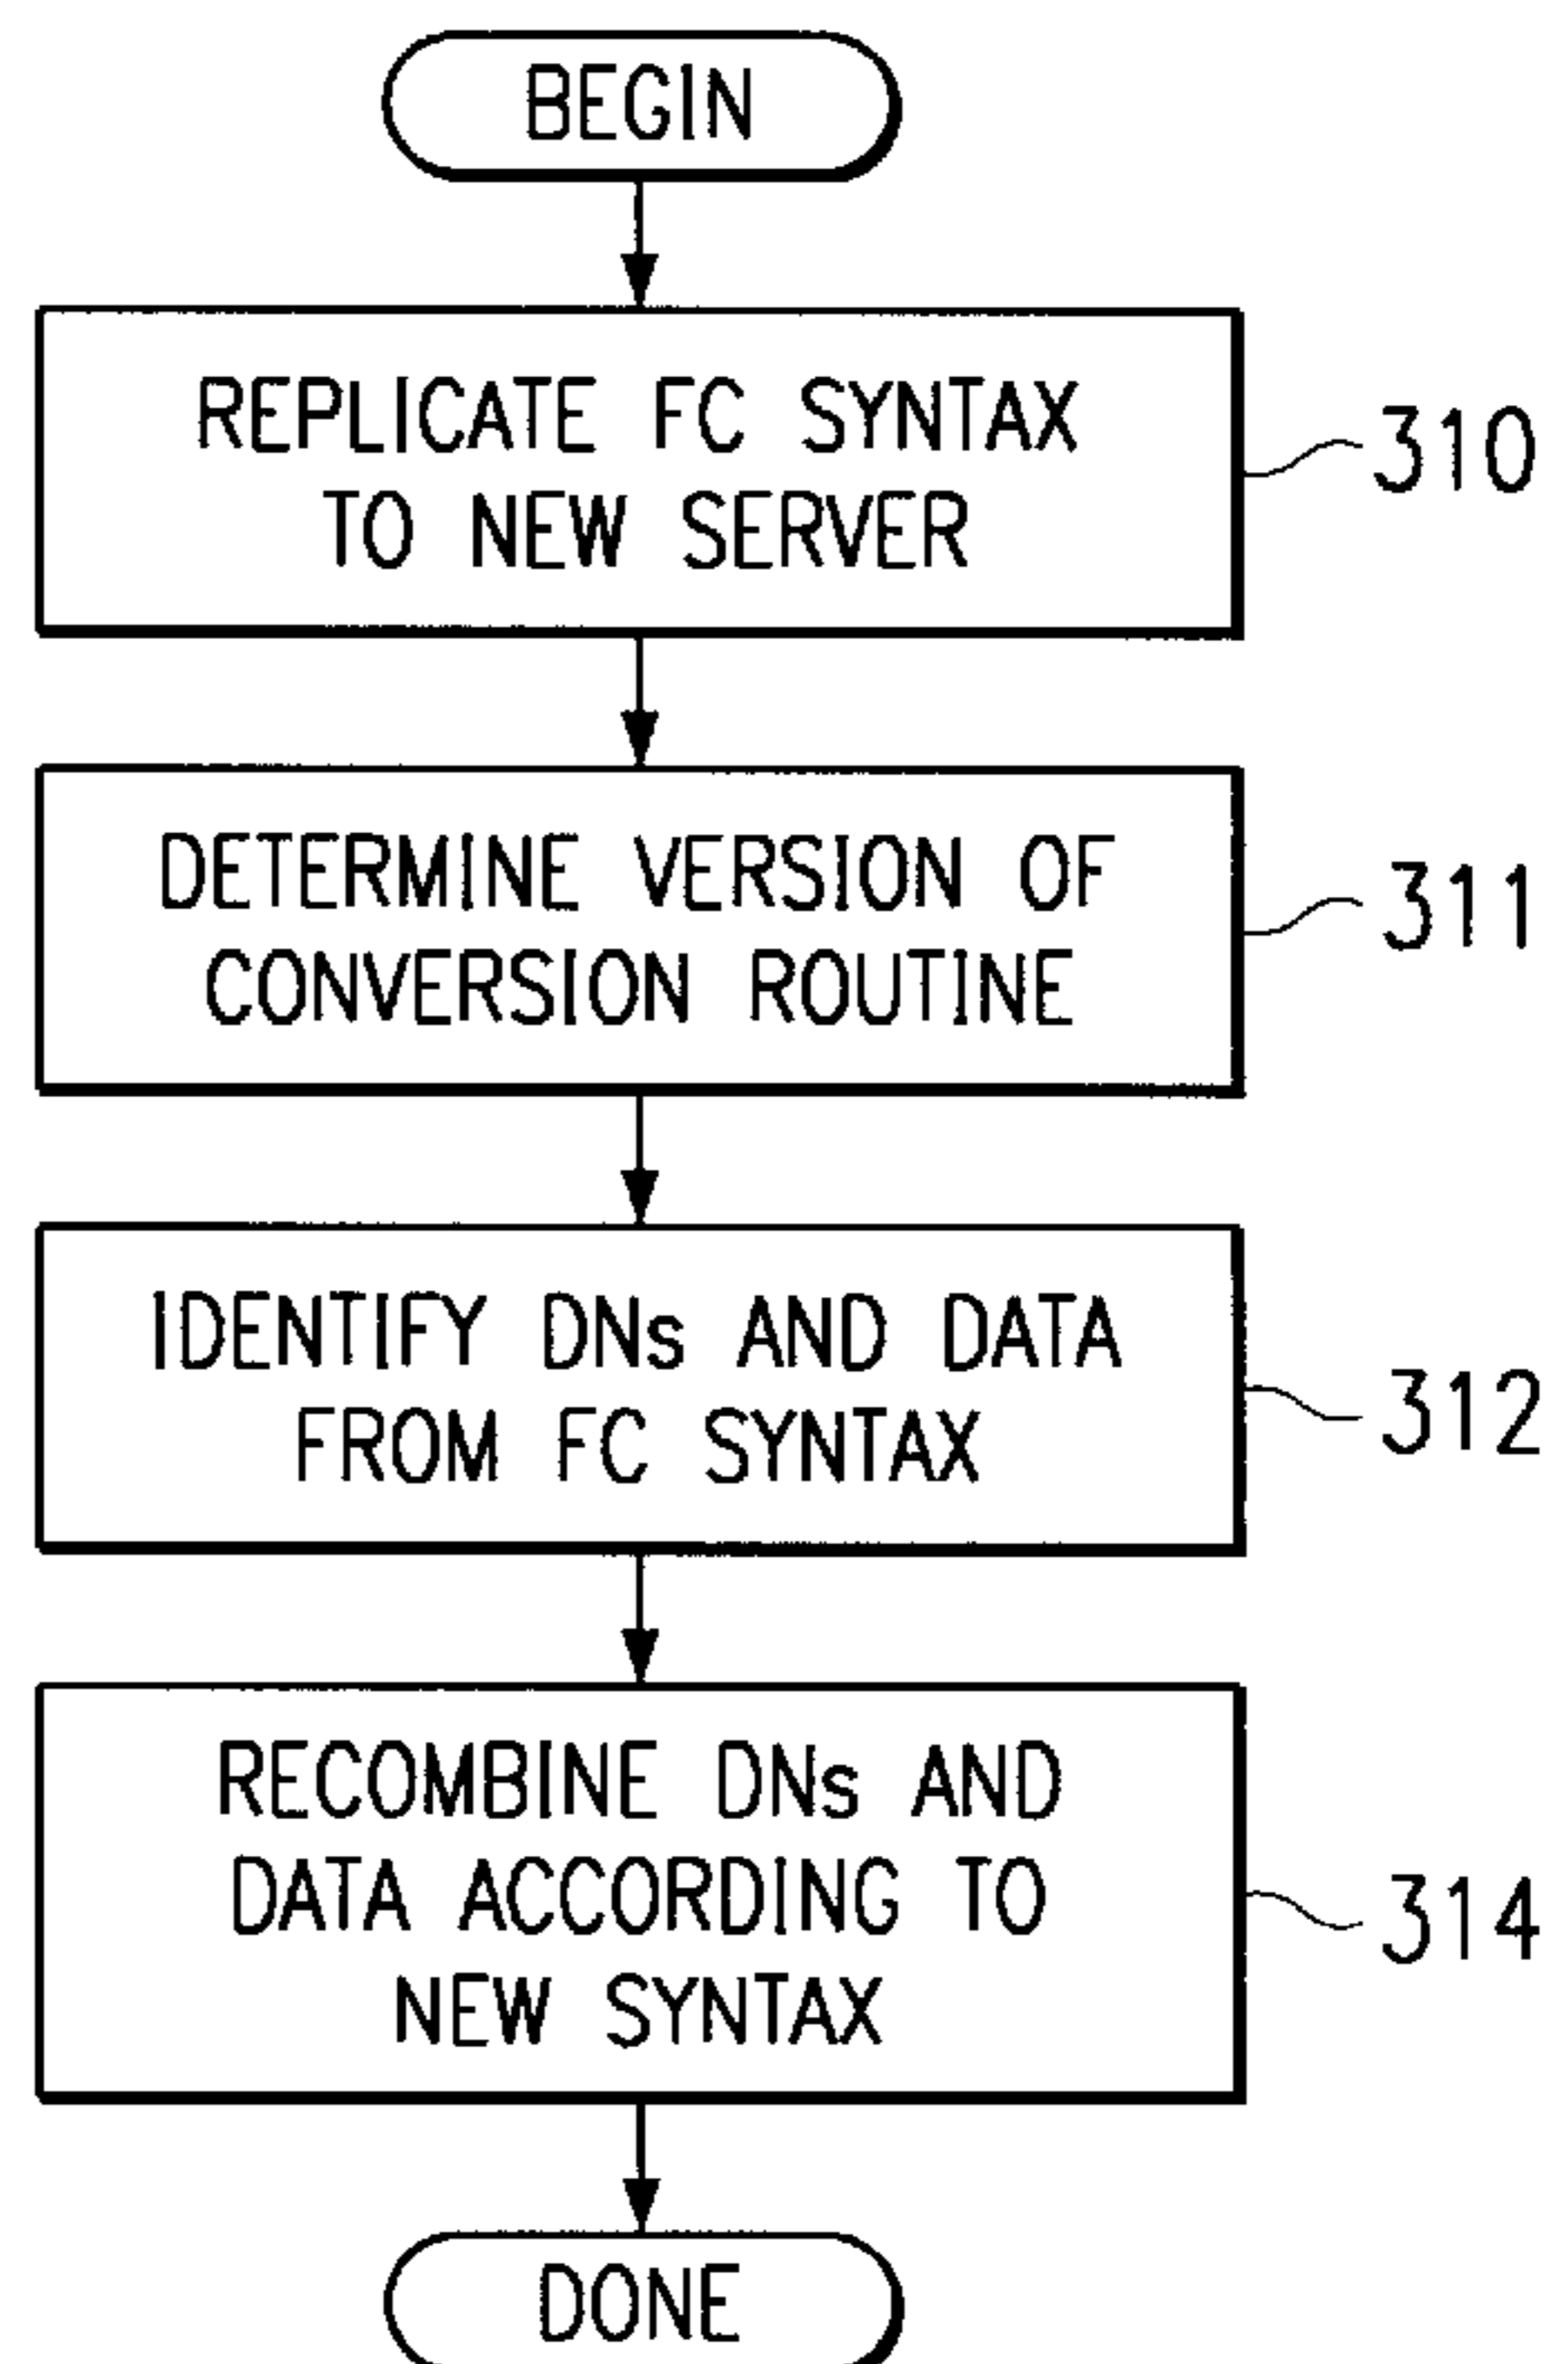 BEGIN
REPLICATE FC SYNTAX
TO NEW SERVER
310
DETERMINE VERSION OF
CONVERSION ROUTINE
311
IDENTIFY DNs AND DATA
FROM FC SYNTAX
312
RECOMBINE DNs AND
DATA ACCORDING TO
NEW SYNTAX
314
DONE